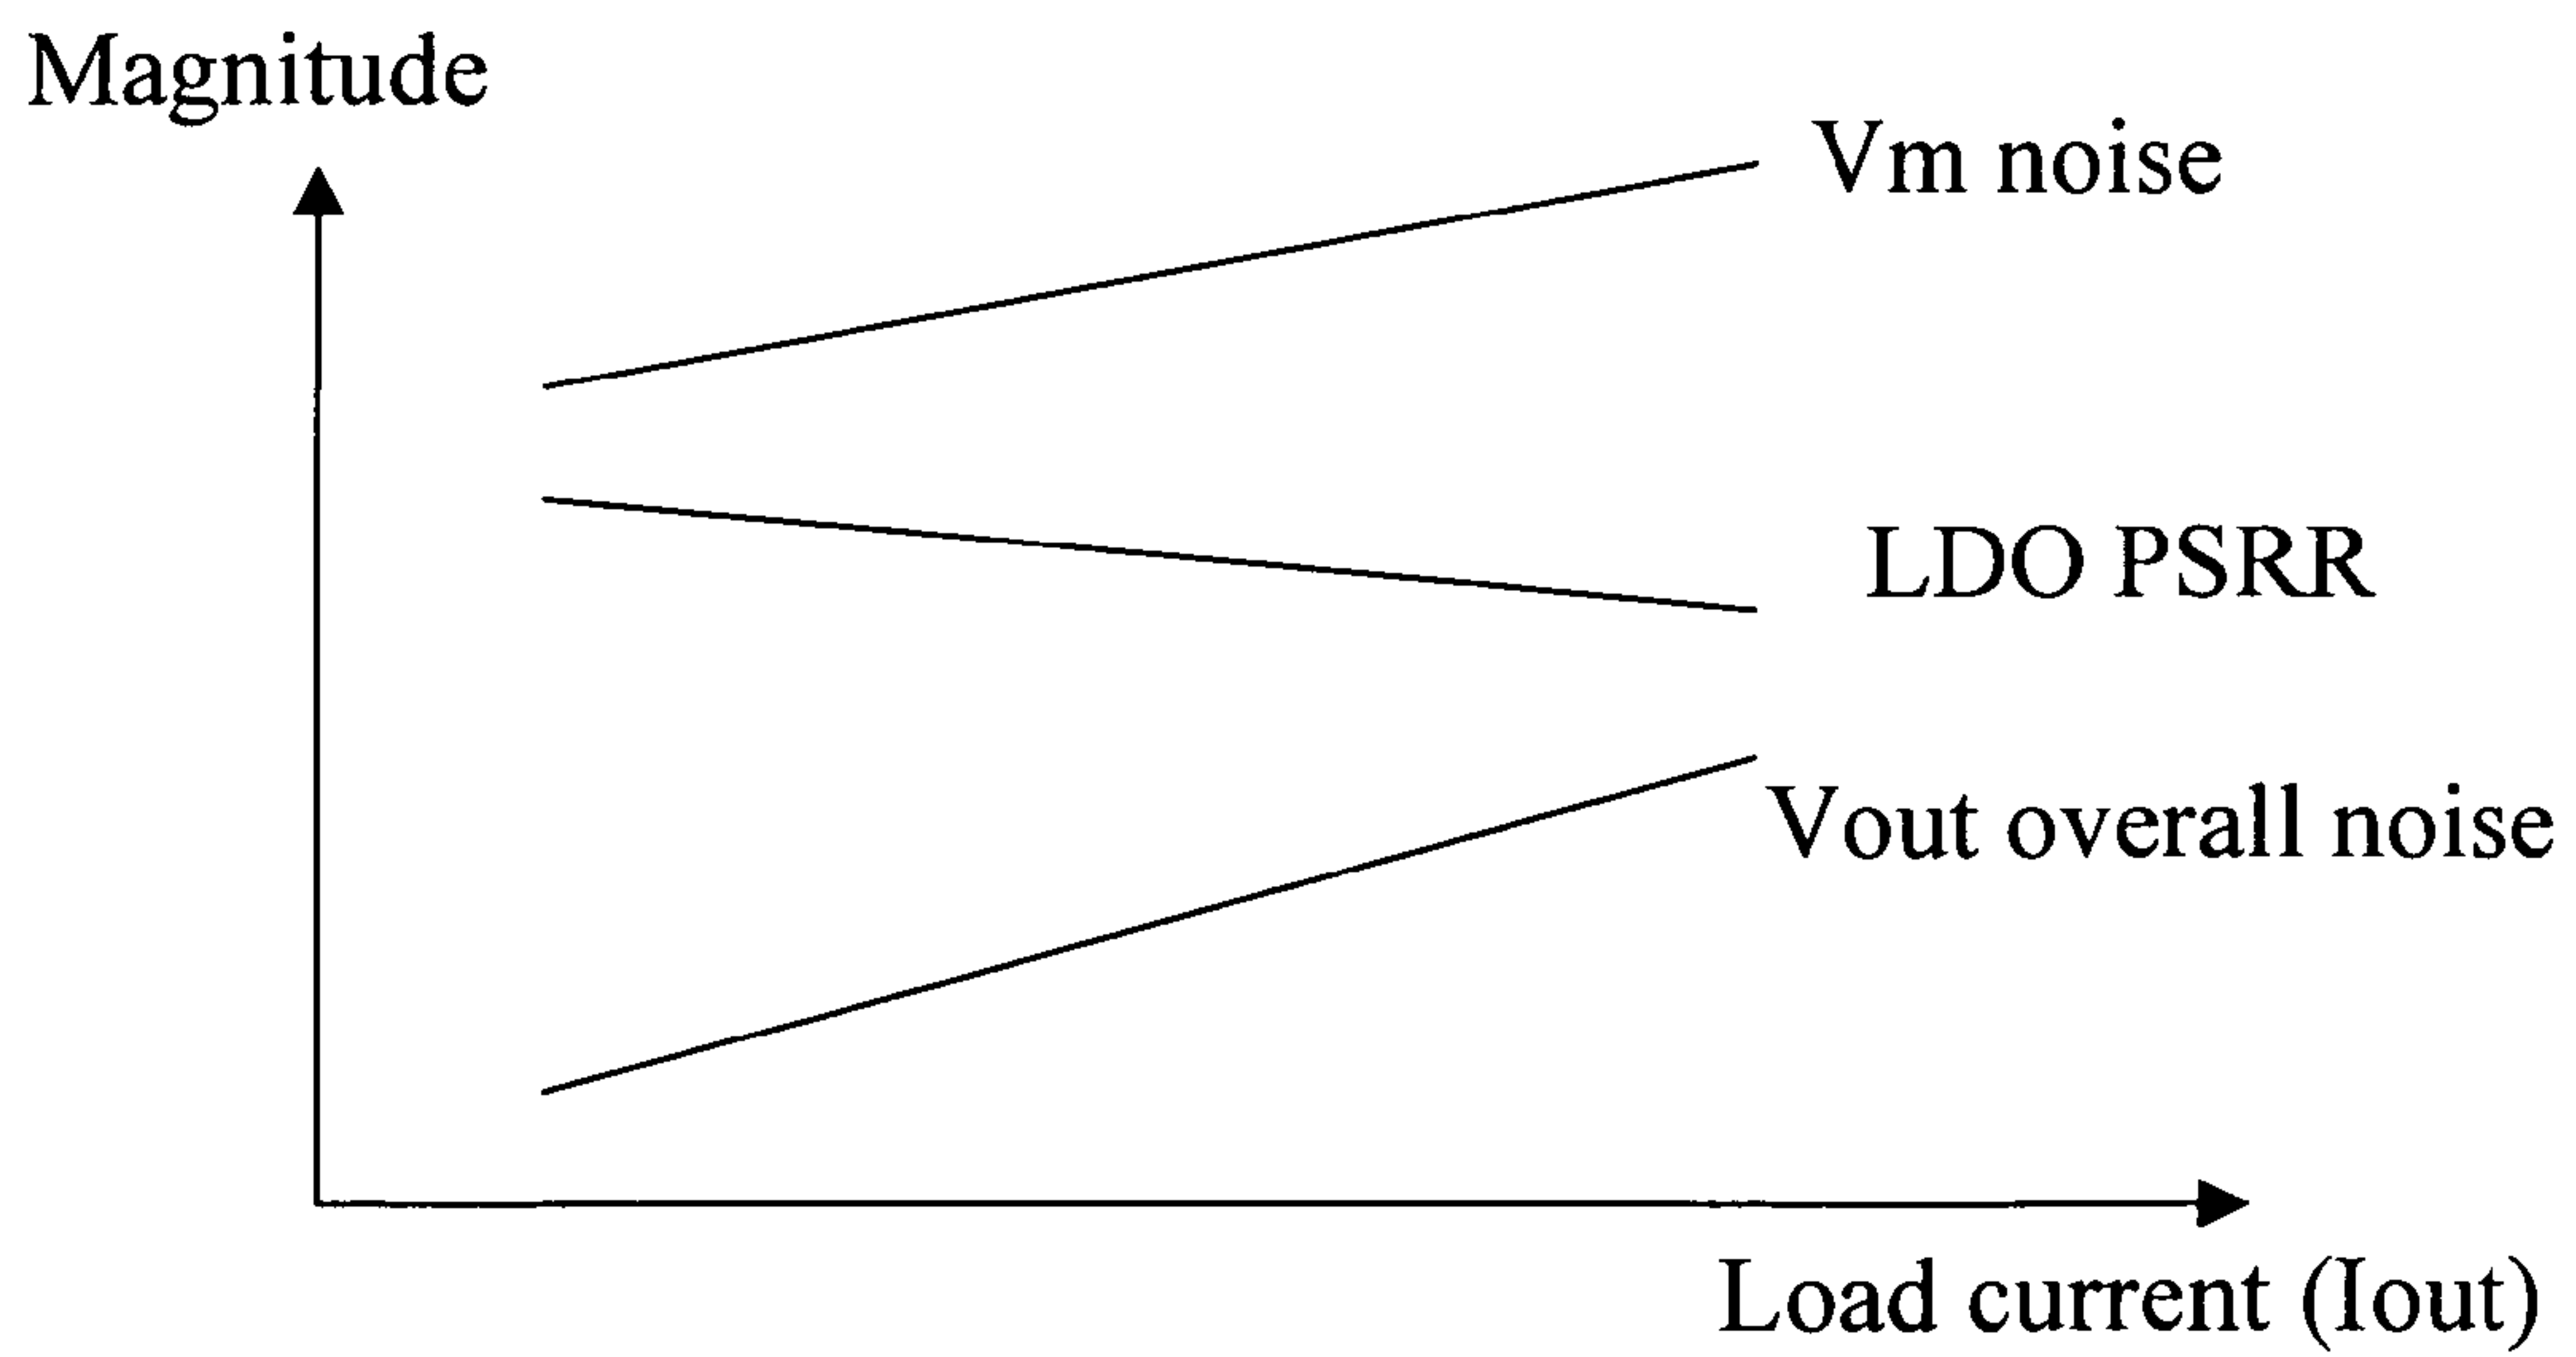 Magnitude
Vm noise
LDO PSRR
Vout overall noise
Load current (Iout)